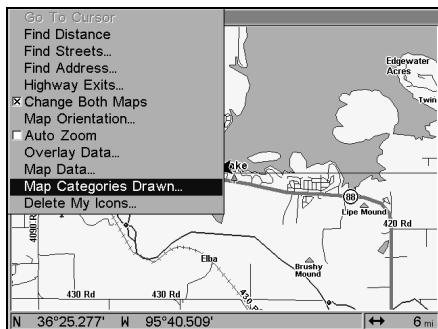 Go To Cursor
Find Distance
Find Streets...
Find Address...
Highway Exits...
Change Both Maps
Map Orientation...
Auto Zoom
Overlay Data...
Map Data...
Map Categories Drawn...
Delete My Icons...
Edgewater
Acres
Twin
ke
88
Lipe Mound
420 Rd
4090 R
Elba
Brushy
Mound
430 Rd
430 Rd
430 R
N 36°25.277' W 95°40.509' ↔ 6 mi